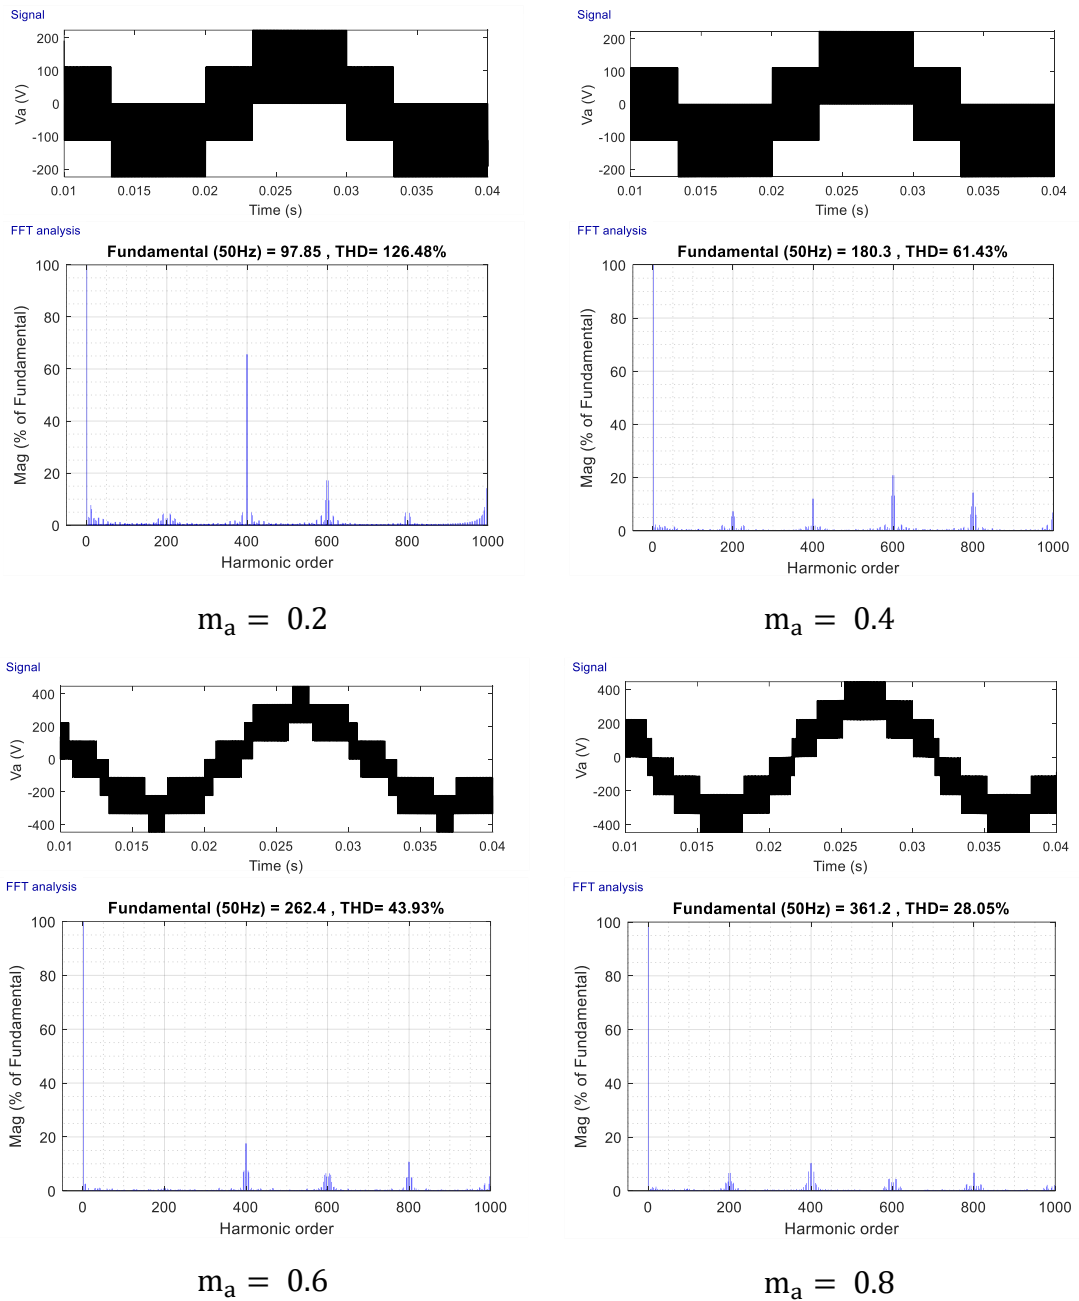 Signal
200
100
0
-100
-200
Va (V)
0.01 0.015 0.02 0.025 0.03 0.035 0.04
Time (s)
FFT analysis
Fundamental (50Hz) = 97.85 , THD= 126.48%
100
80
60
40
20
0
Mag (% of Fundamental)
0 200 400 600 800 1000
Harmonic order
mₐ = 0.2
Signal
200
100
0
-100
-200
Va (V)
0.01 0.015 0.02 0.025 0.03 0.035 0.04
Time (s)
FFT analysis
Fundamental (50Hz) = 180.3 , THD= 61.43%
100
80
60
40
20
0
Mag (% of Fundamental)
0 200 400 600 800 1000
Harmonic order
mₐ = 0.4
Signal
400
200
0
-200
-400
Va (V)
0.01 0.015 0.02 0.025 0.03 0.035 0.04
Time (s)
FFT analysis
Fundamental (50Hz) = 262.4 , THD= 43.93%
100
80
60
40
20
0
Mag (% of Fundamental)
0 200 400 600 800 1000
Harmonic order
mₐ = 0.6
Signal
400
200
0
-200
-400
Va (V)
0.01 0.015 0.02 0.025 0.03 0.035 0.04
Time (s)
FFT analysis
Fundamental (50Hz) = 361.2 , THD= 28.05%
100
80
60
40
20
0
Mag (% of Fundamental)
0 200 400 600 800 1000
Harmonic order
mₐ = 0.8